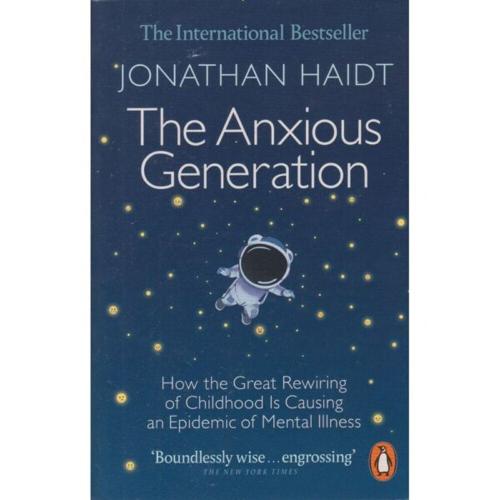 The International Bestseller
JONATHAN HAIDT
The Anxious
Generation
How the Great Rewiring
of Childhood Is Causing
an Epidemic of Mental Illness
'Boundlessly wise... engrossing'
THE NEW YORK TIMES